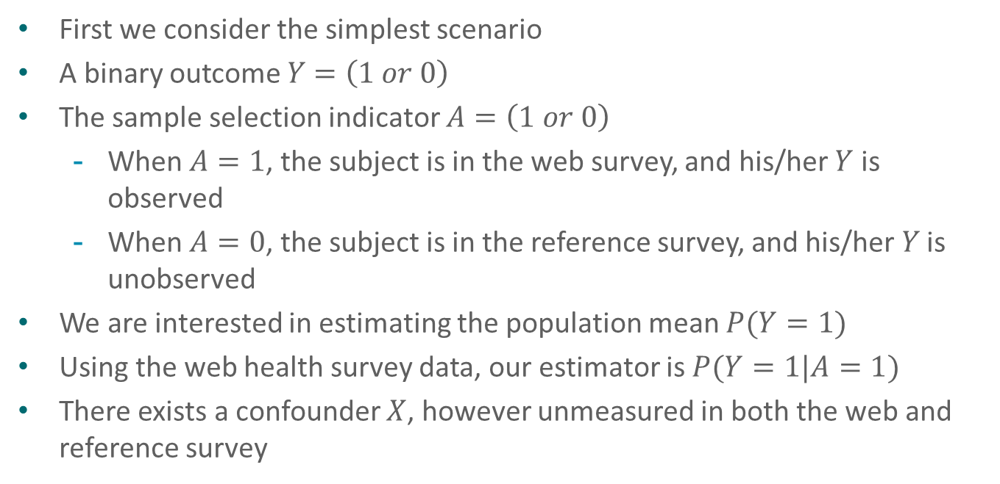 • First we consider the simplest scenario
• A binary outcome Y = (1 or 0)
• The sample selection indicator A = (1 or 0)
- When A = 1, the subject is in the web survey, and his/her Y is
observed
- When A = 0, the subject is in the reference survey, and his/her Y is
unobserved
• We are interested in estimating the population mean P(Y = 1)
• Using the web health survey data, our estimator is P(Y = 1|A = 1)
• There exists a confounder X, however unmeasured in both the web and
reference survey